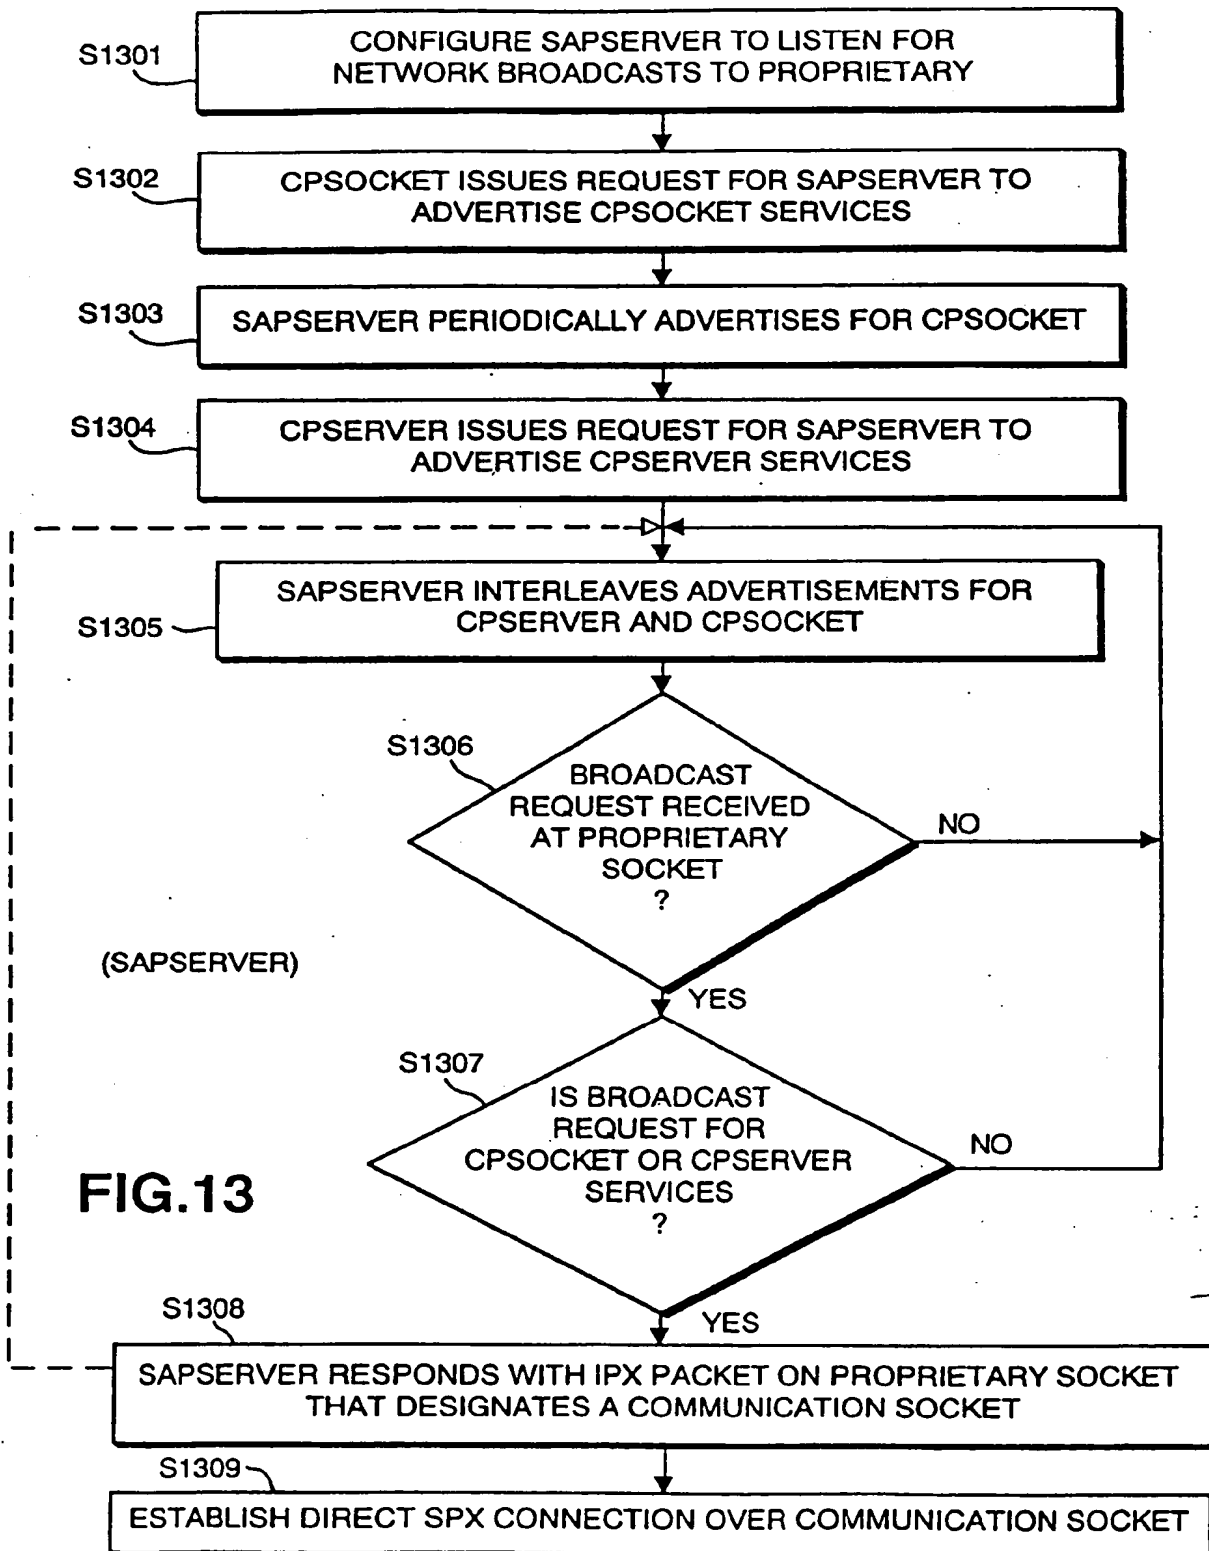 S1301
CONFIGURE SAPSERVER TO LISTEN FOR
NETWORK BROADCASTS TO PROPRIETARY
S1302
CPSOCKET ISSUES REQUEST FOR SAPSERVER TO
ADVERTISE CPSOCKET SERVICES
S1303
SAPSERVER PERIODICALLY ADVERTISES FOR CPSOCKET
S1304
CPSERVER ISSUES REQUEST FOR SAPSERVER TO
ADVERTISE CPSERVER SERVICES
S1305
SAPSERVER INTERLEAVES ADVERTISEMENTS FOR
CPSERVER AND CPSOCKET
S1306
BROADCAST
REQUEST RECEIVED
AT PROPRIETARY
SOCKET
?
NO
(SAPSERVER)
YES
S1307
IS BROADCAST
REQUEST FOR
CPSOCKET OR CPSERVER
SERVICES
?
NO
FIG.13
YES
S1308
SAPSERVER RESPONDS WITH IPX PACKET ON PROPRIETARY SOCKET
THAT DESIGNATES A COMMUNICATION SOCKET
S1309
ESTABLISH DIRECT SPX CONNECTION OVER COMMUNICATION SOCKET